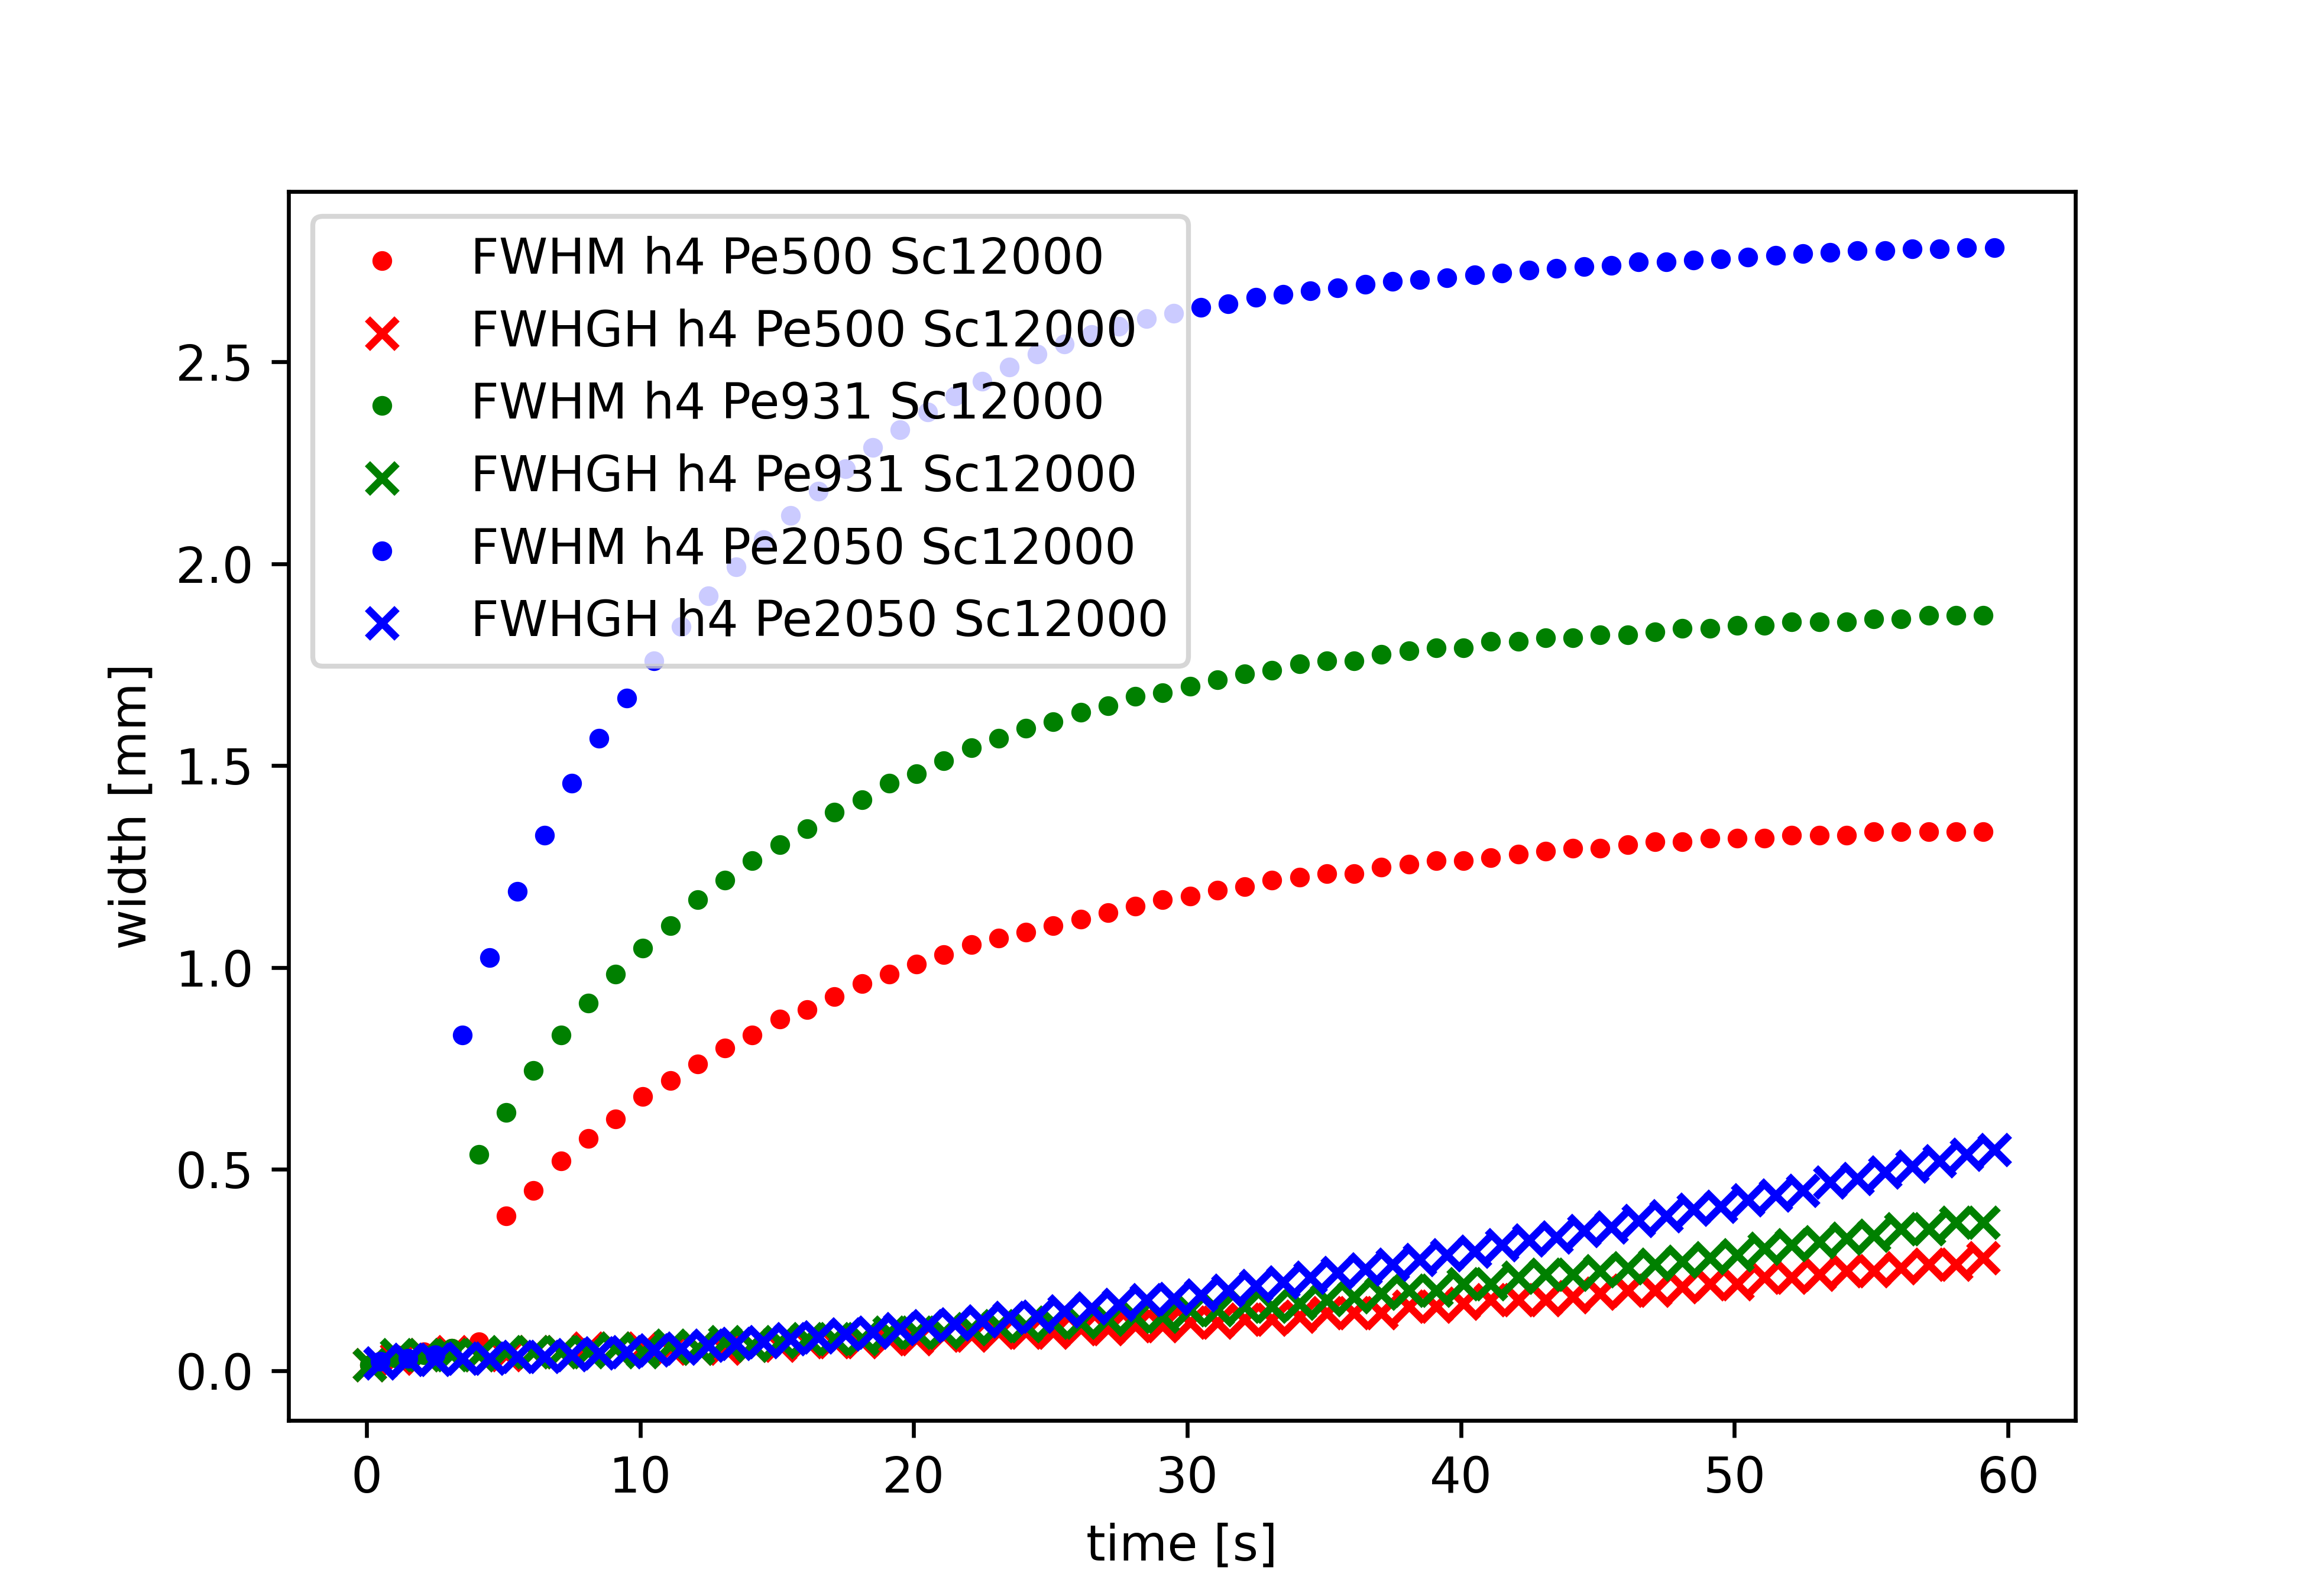 FWHM h4 Pe500 Sc12000
FWHGH h4 Pe500 Sc12000
FWHM h4 Pe931 Sc12000
FWHGH h4 Pe931 Sc12000
FWHM h4 Pe2050 Sc12000
FWHGH h4 Pe2050 Sc12000
width [mm]
2.5
2.0
1.5
1.0
0.5
0.0
0 10 20 30 40 50 60
time [s]